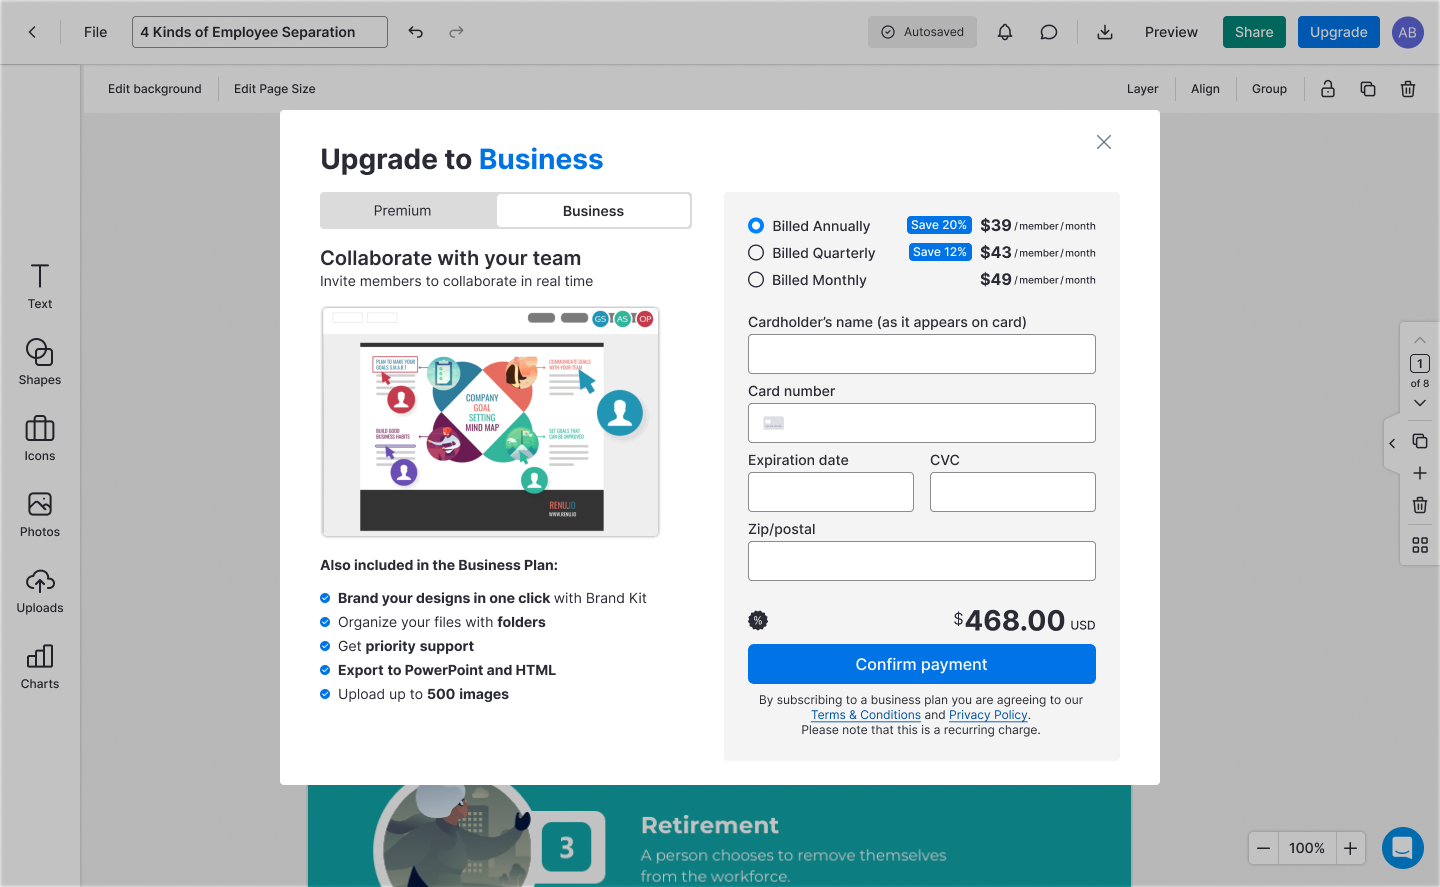 File
4 Kinds of Employee Separation
Autosaved
Preview
Share
Upgrade
AB
Edit background
Edit Page Size
Layer
Align
Group
Text
Shapes
Icons
Photos
Uploads
Charts
Upgrade to Business
Premium
Business
Collaborate with your team
Invite members to collaborate in real time
GS
AS
OP
PLAN TO MAKE YOUR
GOALS S.M.A.R.T
COMMUNICATE GOALS
WITH YOUR TEAM
COMPANY
GOAL
SETTING
MIND MAP
BUILD GOOD
BUSINESS HABITS
SET GOALS THAT
CAN BE IMPROVED
RENUJO
WWW.RENUJO
Also included in the Business Plan:
Brand your designs in one click with Brand Kit
Organize your files with folders
Get priority support
Export to PowerPoint and HTML
Upload up to 500 images
Billed Annually
Save 20%
$39 / member / month
Billed Quarterly
Save 12%
$43 / member / month
Billed Monthly
$49 / member / month
Cardholder's name (as it appears on card)
Card number
Expiration date
CVC
Zip/postal
%
$468.00 USD
Confirm payment
By subscribing to a business plan you are agreeing to our
Terms & Conditions and Privacy Policy.
Please note that this is a recurring charge.
1
of 8
3
Retirement
A person chooses to remove themselves
from the workforce.
100%